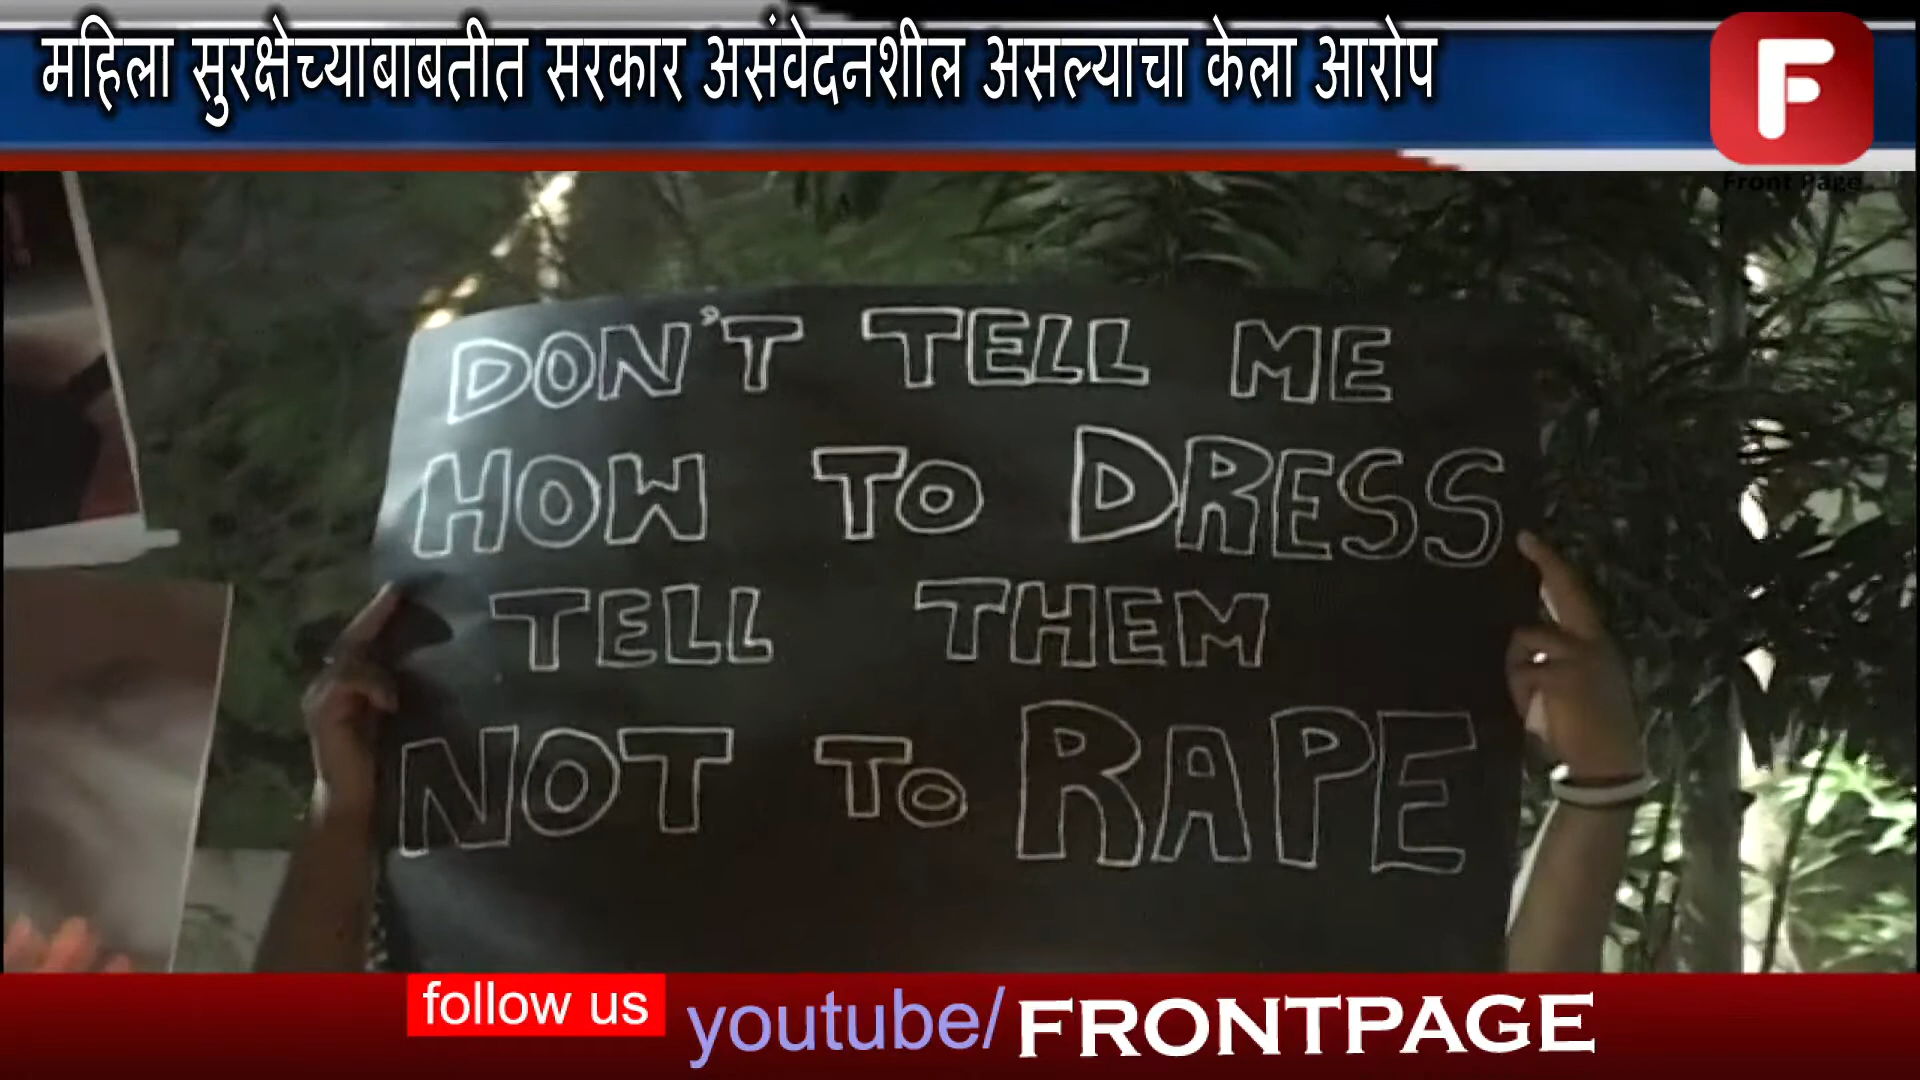 महिला सुरक्षेच्याबाबतीत सरकार असंवेदनशील असल्याचा केला आरोप
F
Front Page
DON'T TELL ME
HOW TO DRESS
TELL THEM
NOT TO RAPE
follow us
youtube/ FRONTPAGE